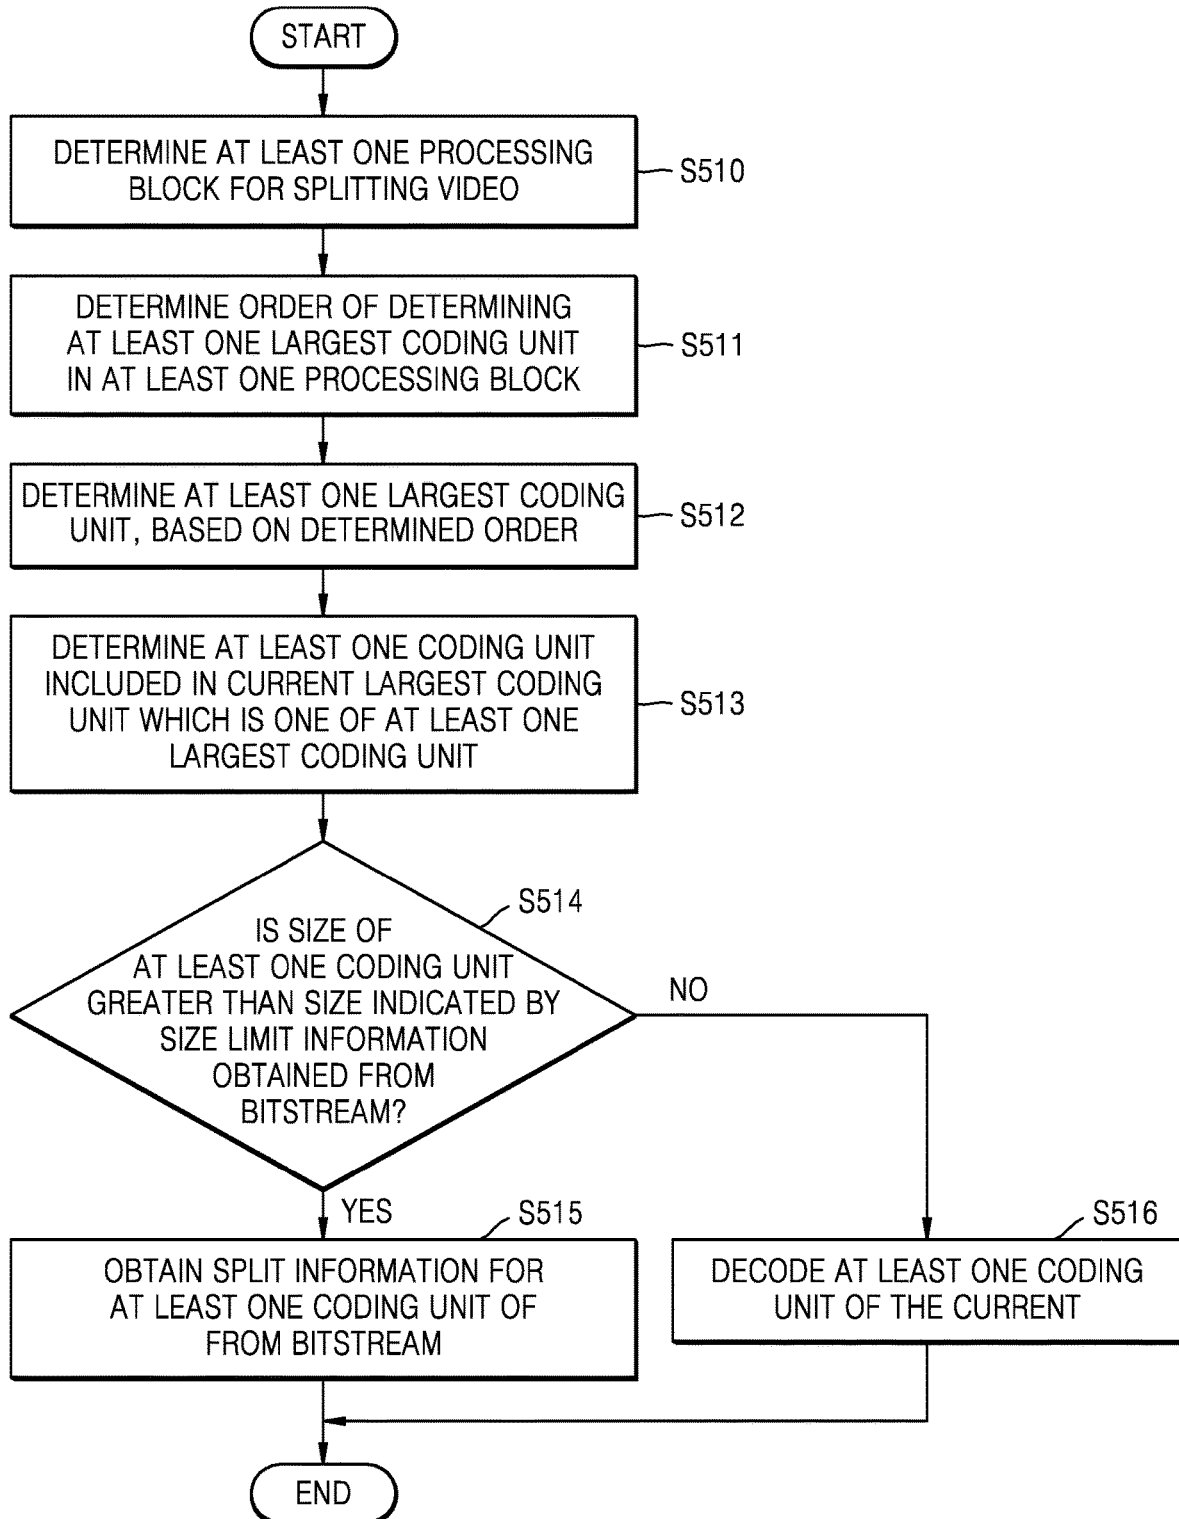 START
DETERMINE AT LEAST ONE PROCESSING
BLOCK FOR SPLITTING VIDEO
S510
DETERMINE ORDER OF DETERMINING
AT LEAST ONE LARGEST CODING UNIT
IN AT LEAST ONE PROCESSING BLOCK
S511
DETERMINE AT LEAST ONE LARGEST CODING
UNIT, BASED ON DETERMINED ORDER
S512
DETERMINE AT LEAST ONE CODING UNIT
INCLUDED IN CURRENT LARGEST CODING
UNIT WHICH IS ONE OF AT LEAST ONE
LARGEST CODING UNIT
S513
S514
IS SIZE OF
AT LEAST ONE CODING UNIT
GREATER THAN SIZE INDICATED BY
SIZE LIMIT INFORMATION
OBTAINED FROM
BITSTREAM?
NO
YES
S515
OBTAIN SPLIT INFORMATION FOR
AT LEAST ONE CODING UNIT OF
FROM BITSTREAM
S516
DECODE AT LEAST ONE CODING
UNIT OF THE CURRENT
END